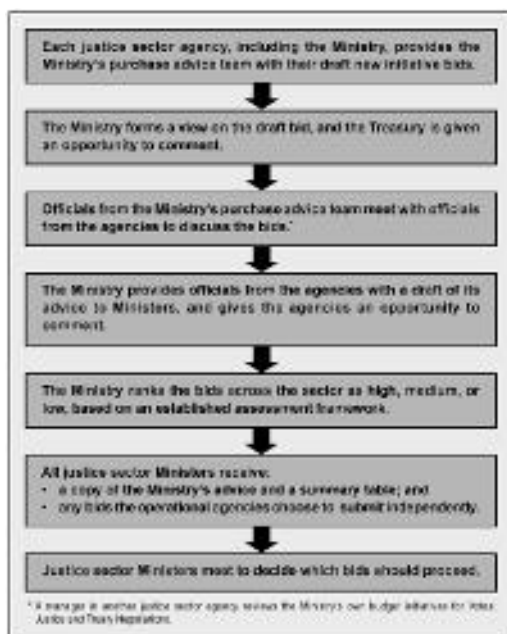 Each justice sector agency, including the Ministry, provides the
Ministry's purchase advice team with their draft new initiative bids.
The Ministry forms a view on the draft bid, and the Treasury is given
an opportunity to comment.
Officials from the Ministry's purchase advice team meet with officials
from the agencies to discuss the bids.*
The Ministry provides officials from the agencies with a draft of its
advice to Ministers, and gives the agencies an opportunity to
comment.
The Ministry ranks the bids across the sector as high, medium, or
low, based on an established assessment framework.
All justice sector Ministers receive:
• a copy of the Ministry's advice and a summary table; and
• any bids the operational agencies choose to submit independently.
Justice sector Ministers meet to decide which bids should proceed.
* A manager in another justice sector agency reviews the Ministry's own budget initiatives for Votes
Justice and Treaty Negotiations.